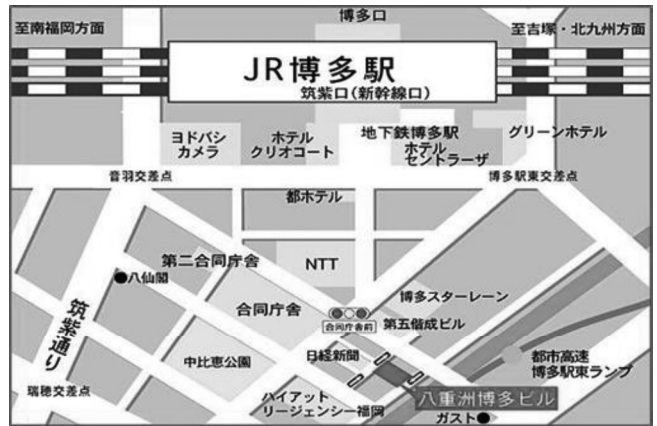 博多口
至南福岡方面
至吉塚・北九州方面
JR博多駅
筑紫口(新幹線口)
ヨドバシ
カメラ
ホテル
クリオコート
地下鉄博多駅
ホテル
セントラーザ
グリーンホテル
音羽交差点
博多駅東交差点
都ホテル
第二合同庁舎
NTT
八仙閣
合同庁舎
博多スターレーン
合同庁舎前
第五偕成ビル
筑紫通り
中比恵公園
日経新聞
都市高速
博多駅東ランプ
瑞穂交差点
ハイアット
リージェンシー福岡
八重洲博多ビル
ガスト